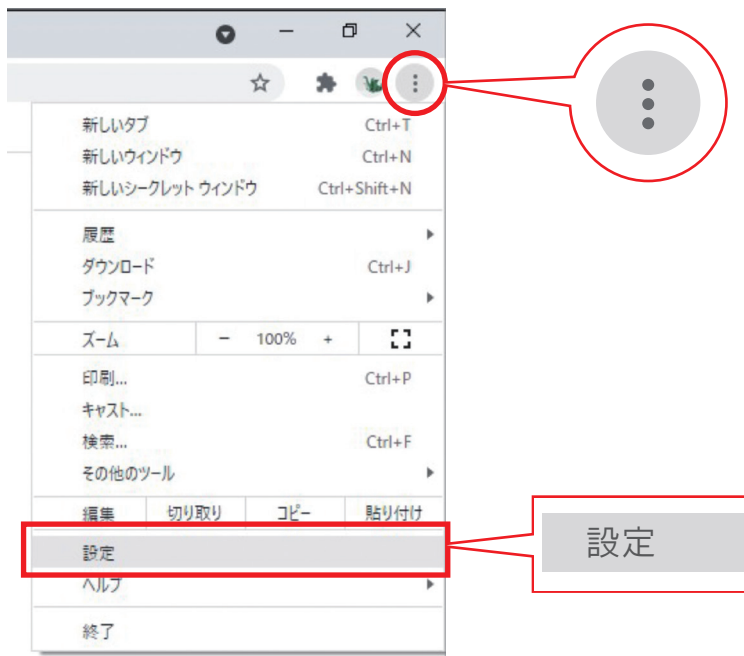 新しいタブ Ctrl+T
新しいウィンドウ Ctrl+N
新しいシークレット ウィンドウ Ctrl+Shift+N
履歴
ダウンロード Ctrl+J
ブックマーク
ズーム − 100% +
印刷... Ctrl+P
キャスト...
検索... Ctrl+F
その他のツール
編集 切り取り コピー 貼り付け
設定
設定
ヘルプ
終了